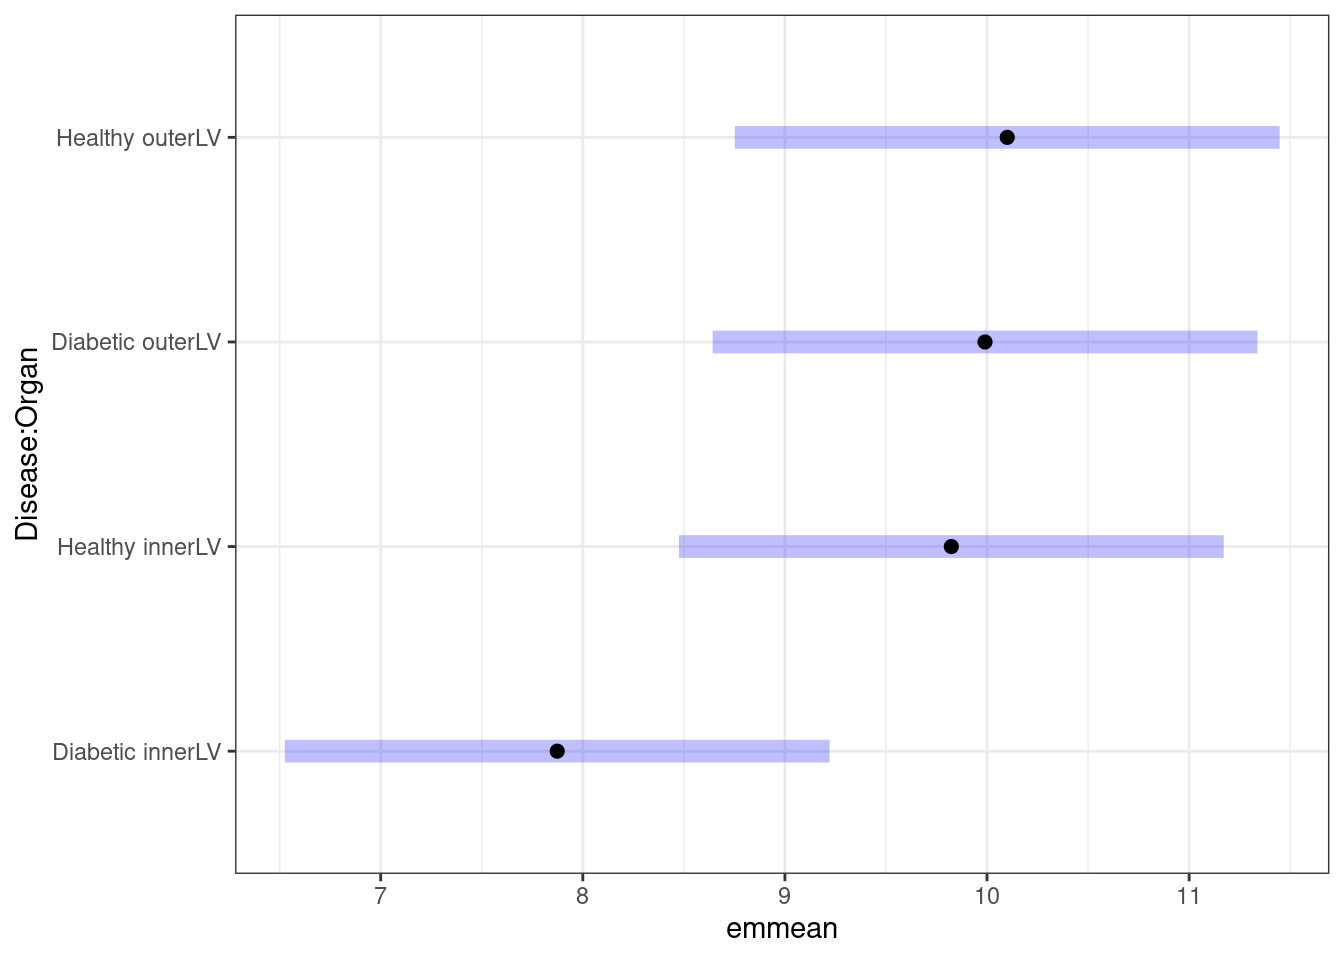 Healthy outerLV
Diabetic outerLV
Healthy innerLV
Diabetic innerLV
Disease:Organ
7 8 9 10 11
emmean